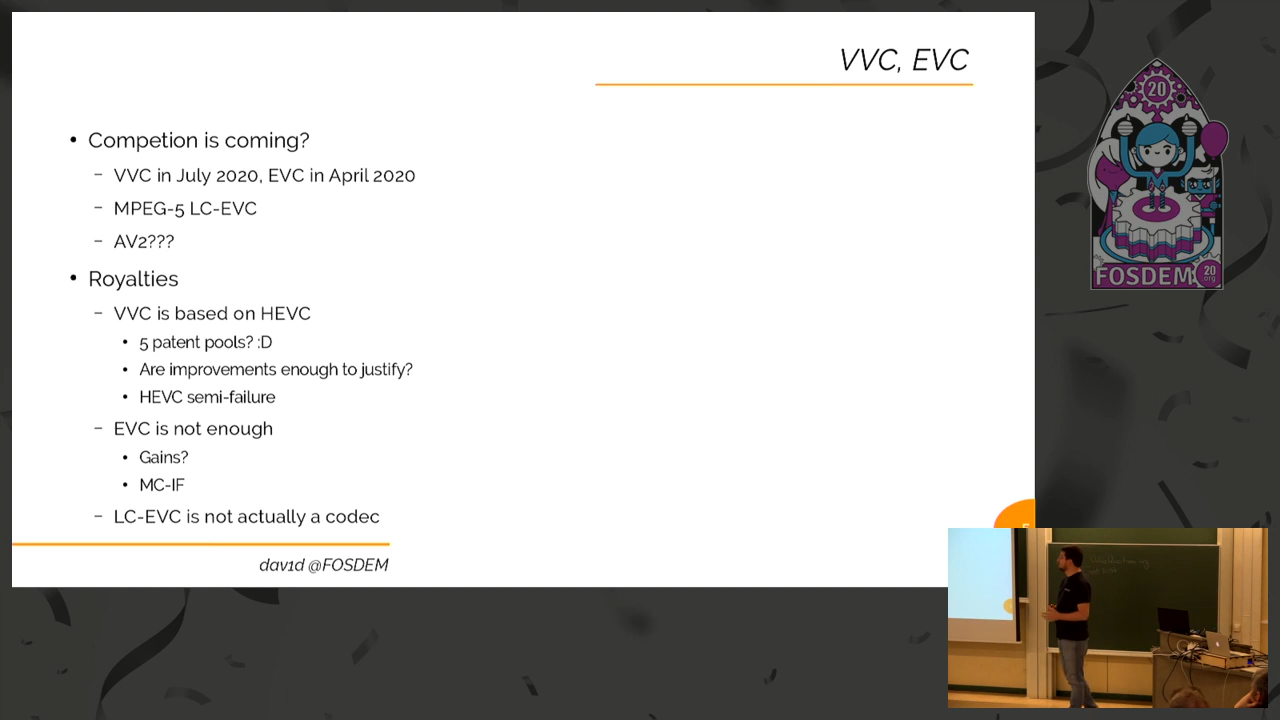 VVC, EVC
• Competion is coming?
– VVC in July 2020, EVC in April 2020
– MPEG-5 LC-EVC
– AV2???
• Royalties
– VVC is based on HEVC
• 5 patent pools? :D
• Are improvements enough to justify?
• HEVC semi-failure
– EVC is not enough
• Gains?
• MC-IF
– LC-EVC is not actually a codec
dav1d @FOSDEM
20
FOSDEM
20
.org